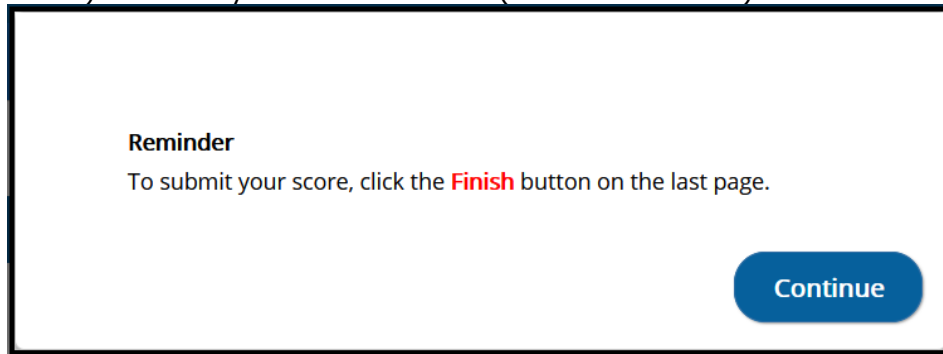 Reminder
To submit your score, click the Finish button on the last page.
Continue